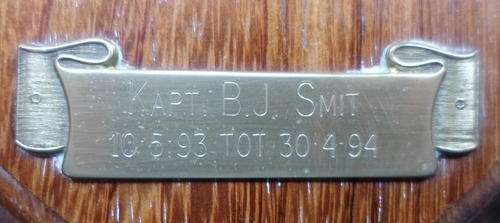 KAPT. B.J. SMIT
10·5·93 TOT 30·4·94